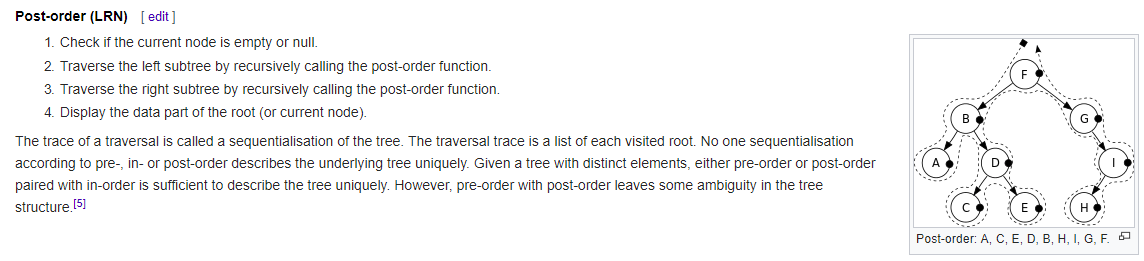 Post-order (LRN) [ edit ]
1. Check if the current node is empty or null.
2. Traverse the left subtree by recursively calling the post-order function.
3. Traverse the right subtree by recursively calling the post-order function.
4. Display the data part of the root (or current node).
The trace of a traversal is called a sequentialisation of the tree. The traversal trace is a list of each visited root. No one sequentialisation
according to pre-, in- or post-order describes the underlying tree uniquely. Given a tree with distinct elements, either pre-order or post-order
paired with in-order is sufficient to describe the tree uniquely. However, pre-order with post-order leaves some ambiguity in the tree
structure.[5]
F
B G
A D I
C E H
Post-order: A, C, E, D, B, H, I, G, F.